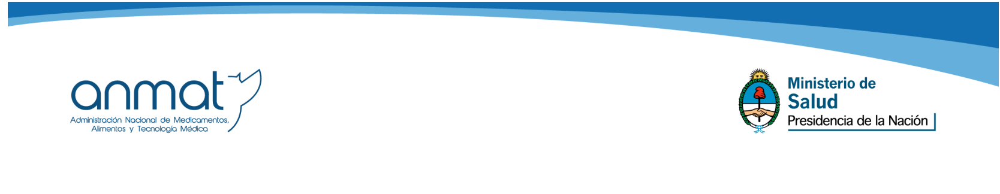 anmat
Administración Nacional de Medicamentos,
Alimentos y Tecnología Médica
Ministerio de
Salud
Presidencia de la Nación